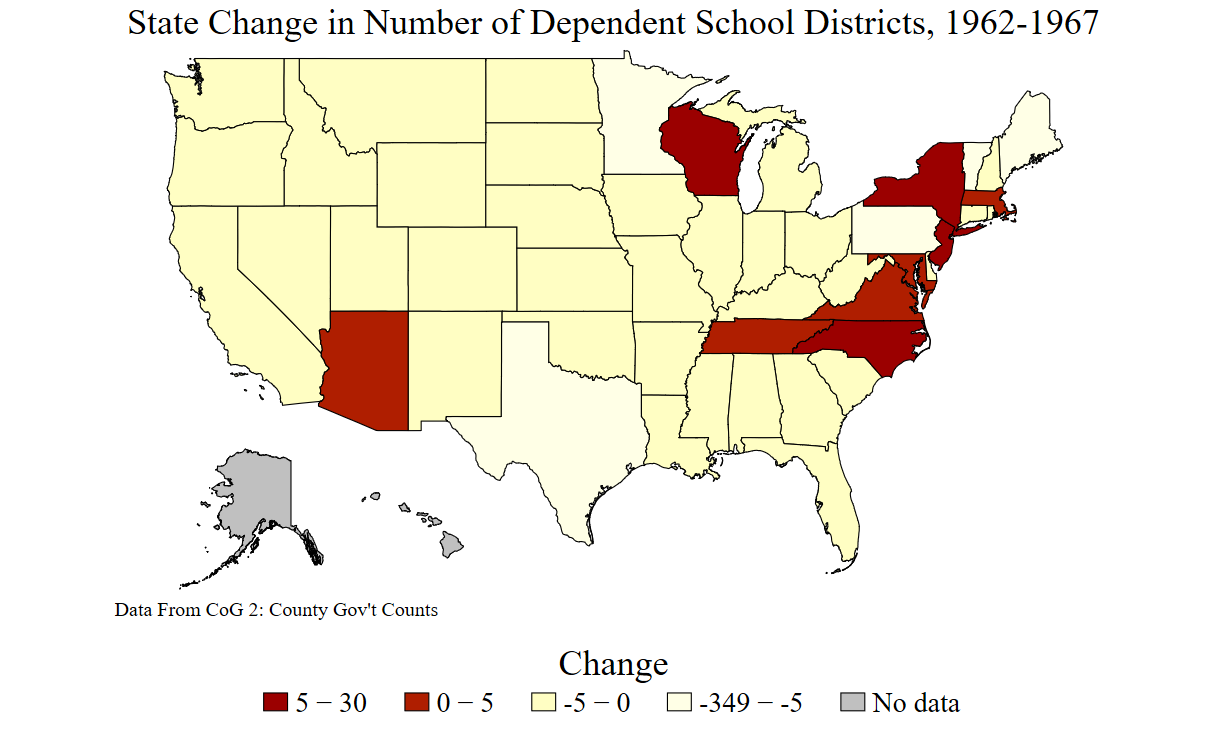 State Change in Number of Dependent School Districts, 1962-1967
Data From CoG 2: County Gov't Counts
Change
5 − 30 0 − 5 -5 − 0 -349 − -5 No data